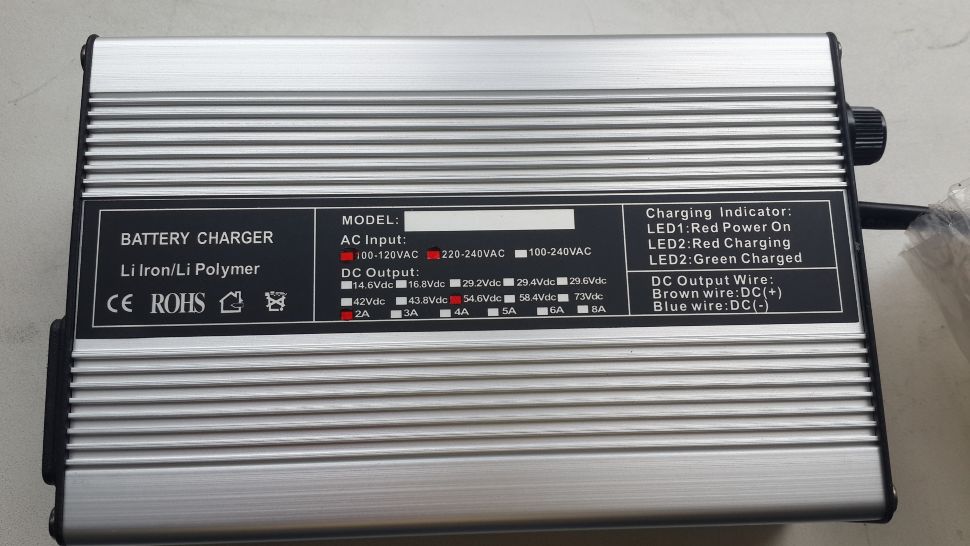 BATTERY CHARGER
Li Iron/Li Polymer
CE ROHS
MODEL:
AC Input:
100-120VAC 220-240VAC 100-240VAC
DC Output:
14.6Vdc 16.8Vdc 29.2Vdc 29.4Vdc 29.6Vdc
42Vdc 43.8Vdc 54.6Vdc 58.4Vdc 73Vdc
2A 3A 4A 5A 6A 8A
Charging Indicator:
LED1:Red Power On
LED2:Red Charging
LED2:Green Charged
DC Output Wire:
Brown wire:DC(+)
Blue wire:DC(-)